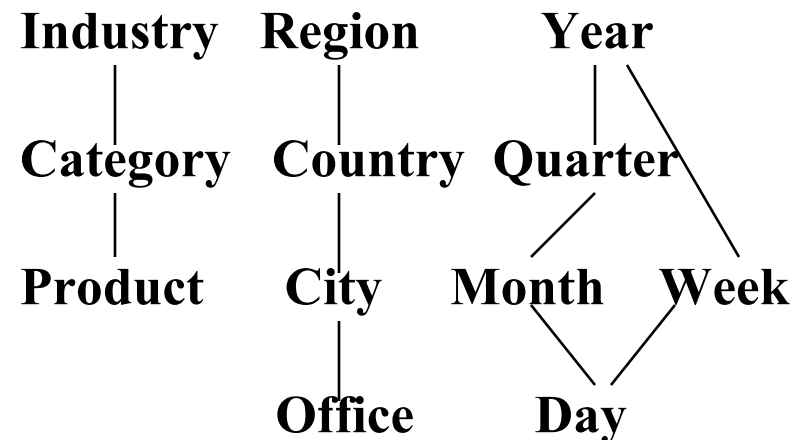 Industry Region Year
Category Country Quarter
Product City Month Week
Office Day